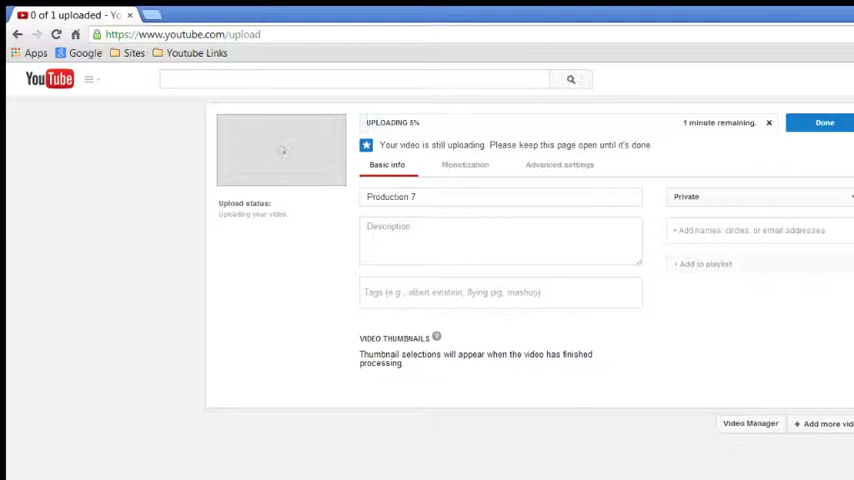 0 of 1 uploaded - Yo
https://www.youtube.com/upload
Apps Google Sites Youtube Links
YouTube
UPLOADING 5% 1 minute remaining. Done
Your video is still uploading. Please keep this page open until it's done.
Basic info Monetization Advanced settings
Production 7 Private
Upload status:
Uploading your video.
Description
+ Add names, circles, or email addresses
+ Add to playlist
Tags (e.g., albert einstein, flying pig, mashup)
VIDEO THUMBNAILS ?
Thumbnail selections will appear when the video has finished
processing.
Video Manager + Add more vid